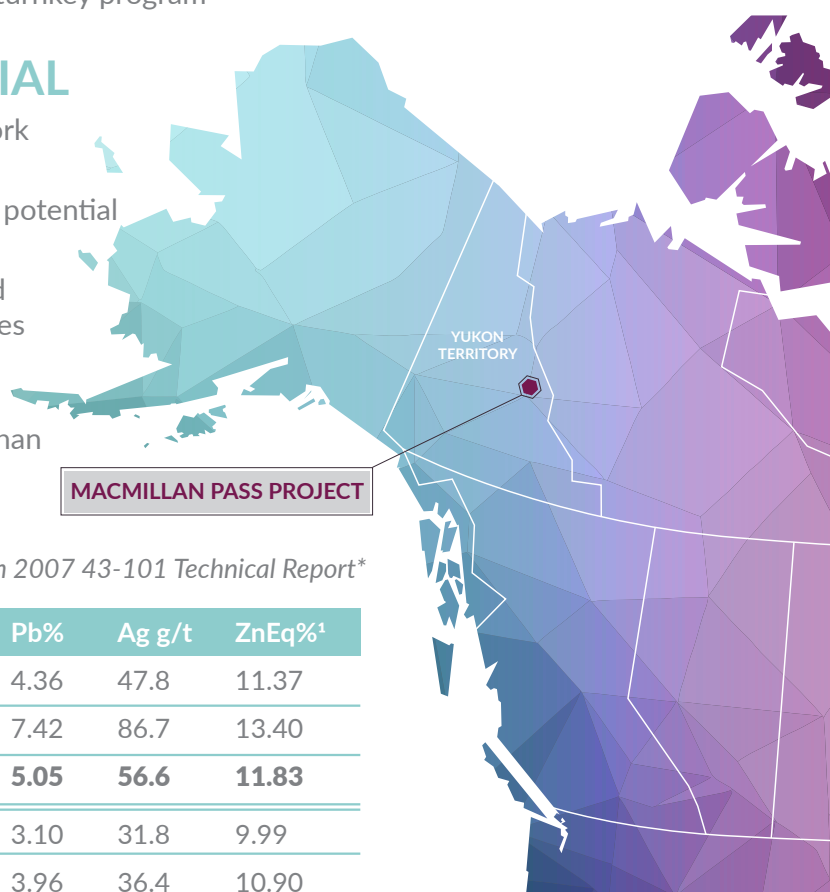 turnkey program
IAL
ork
potential
d
es
han
YUKON
TERRITORY
MACMILLAN PASS PROJECT
2007 43-101 Technical Report*
Pb% Ag g/t ZnEq%¹
4.36 47.8 11.37
7.42 86.7 13.40
5.05 56.6 11.83
3.10 31.8 9.99
3.96 36.4 10.90